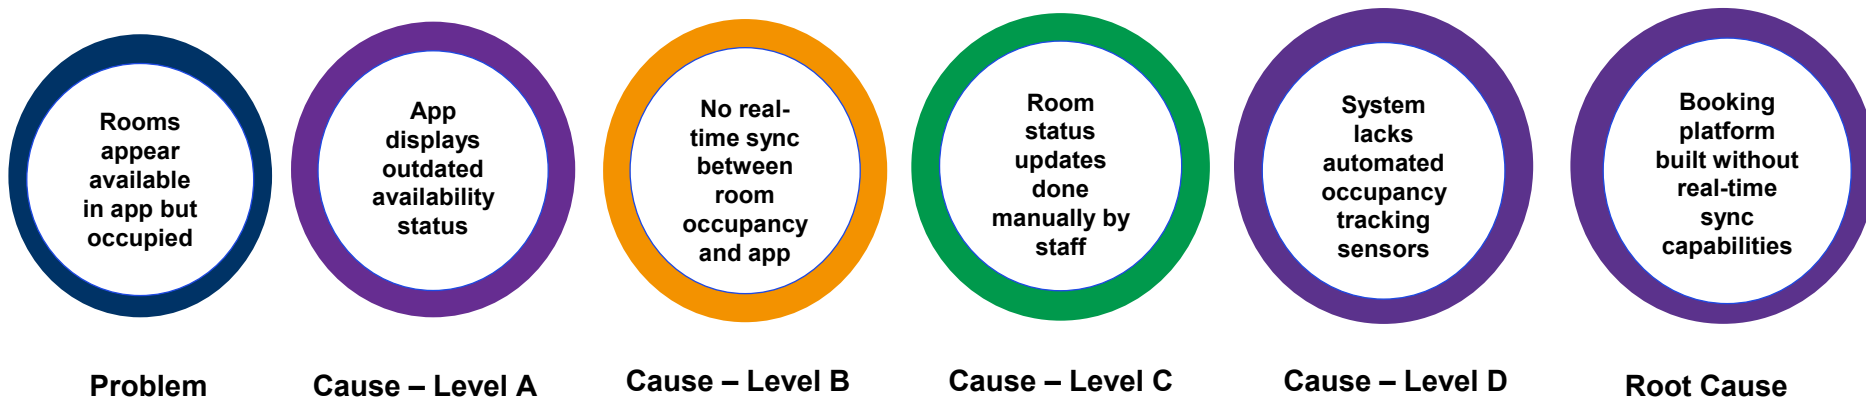 Rooms
appear
available
in app but
occupied
App
displays
outdated
availability
status
No real-
time sync
between
room
occupancy
and app
Room
status
updates
done
manually by
staff
System
lacks
automated
occupancy
tracking
sensors
Booking
platform
built without
real-time
sync
capabilities
Problem
Cause – Level A
Cause – Level B
Cause – Level C
Cause – Level D
Root Cause